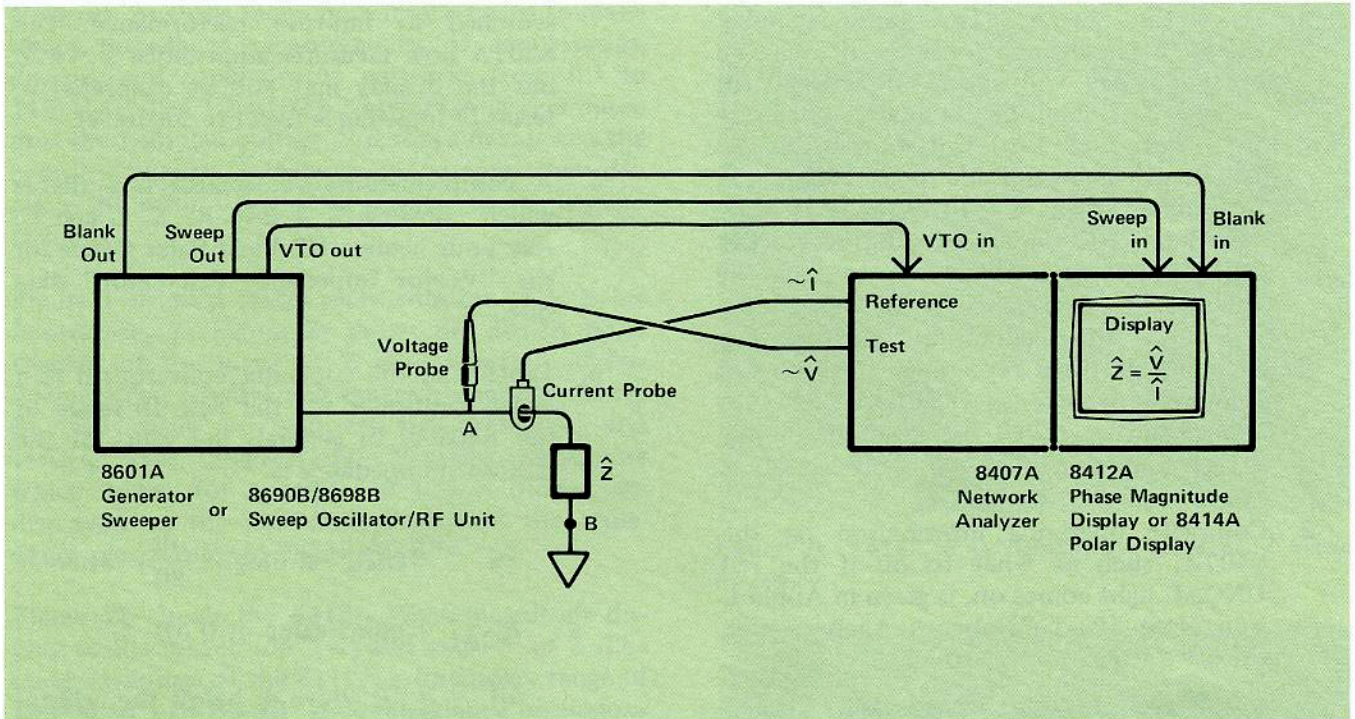 Blank
Out
Sweep
Out
VTO out
VTO in
Sweep
in
Blank
in
Voltage
Probe
Current Probe
A
Ẑ
B
~î
~v̂
Reference
Test
Display
Ẑ = V̂/î
8601A
Generator
Sweeper
or
8690B/8698B
Sweep Oscillator/RF Unit
8407A
Network
Analyzer
8412A
Phase Magnitude
Display or 8414A
Polar Display